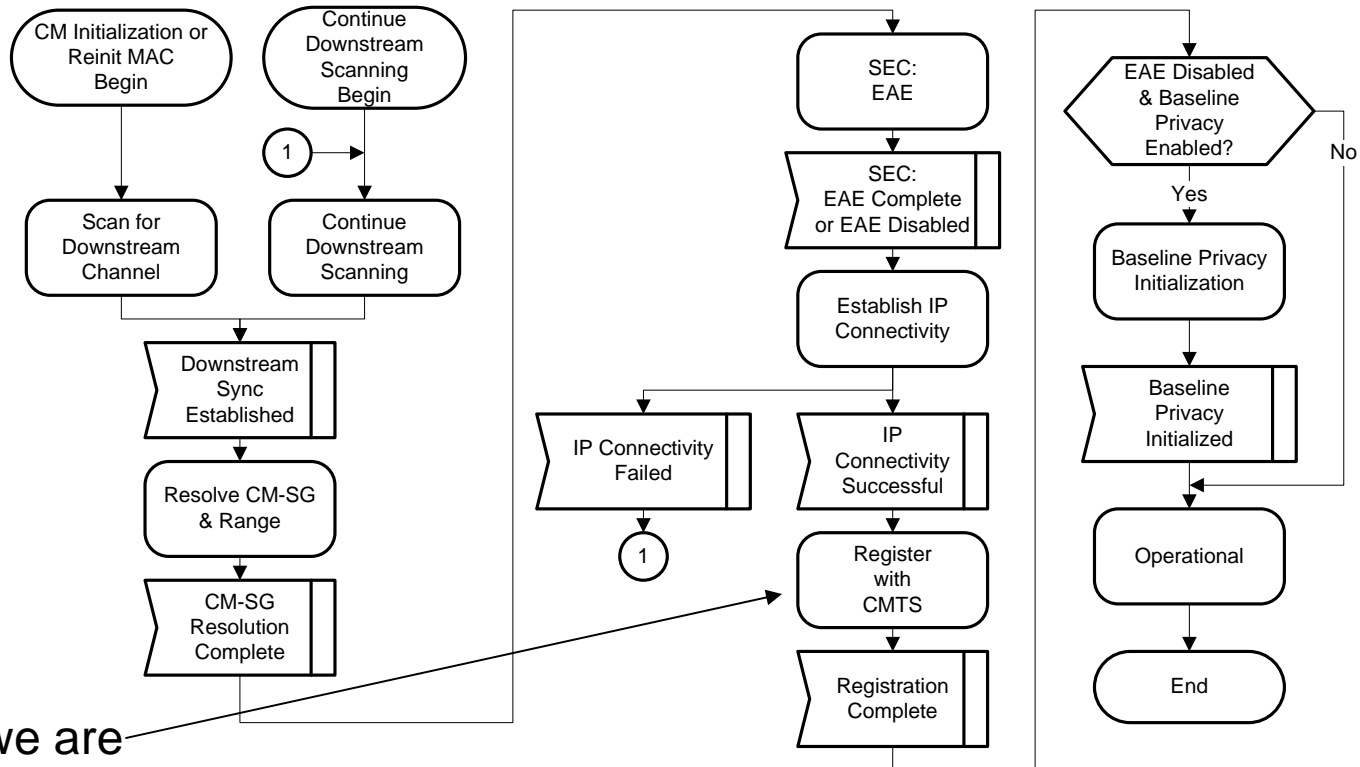 CM Initialization or
Reinit MAC
Begin
Continue
Downstream
Scanning
Begin
1
Scan for
Downstream
Channel
Continue
Downstream
Scanning
Downstream
Sync
Established
Resolve CM-SG
& Range
CM-SG
Resolution
Complete
we are
SEC:
EAE
SEC:
EAE Complete
or EAE Disabled
Establish IP
Connectivity
IP Connectivity
Failed
1
IP
Connectivity
Successful
Register
with
CMTS
Registration
Complete
EAE Disabled
& Baseline
Privacy
Enabled?
No
Yes
Baseline Privacy
Initialization
Baseline
Privacy
Initialized
Operational
End